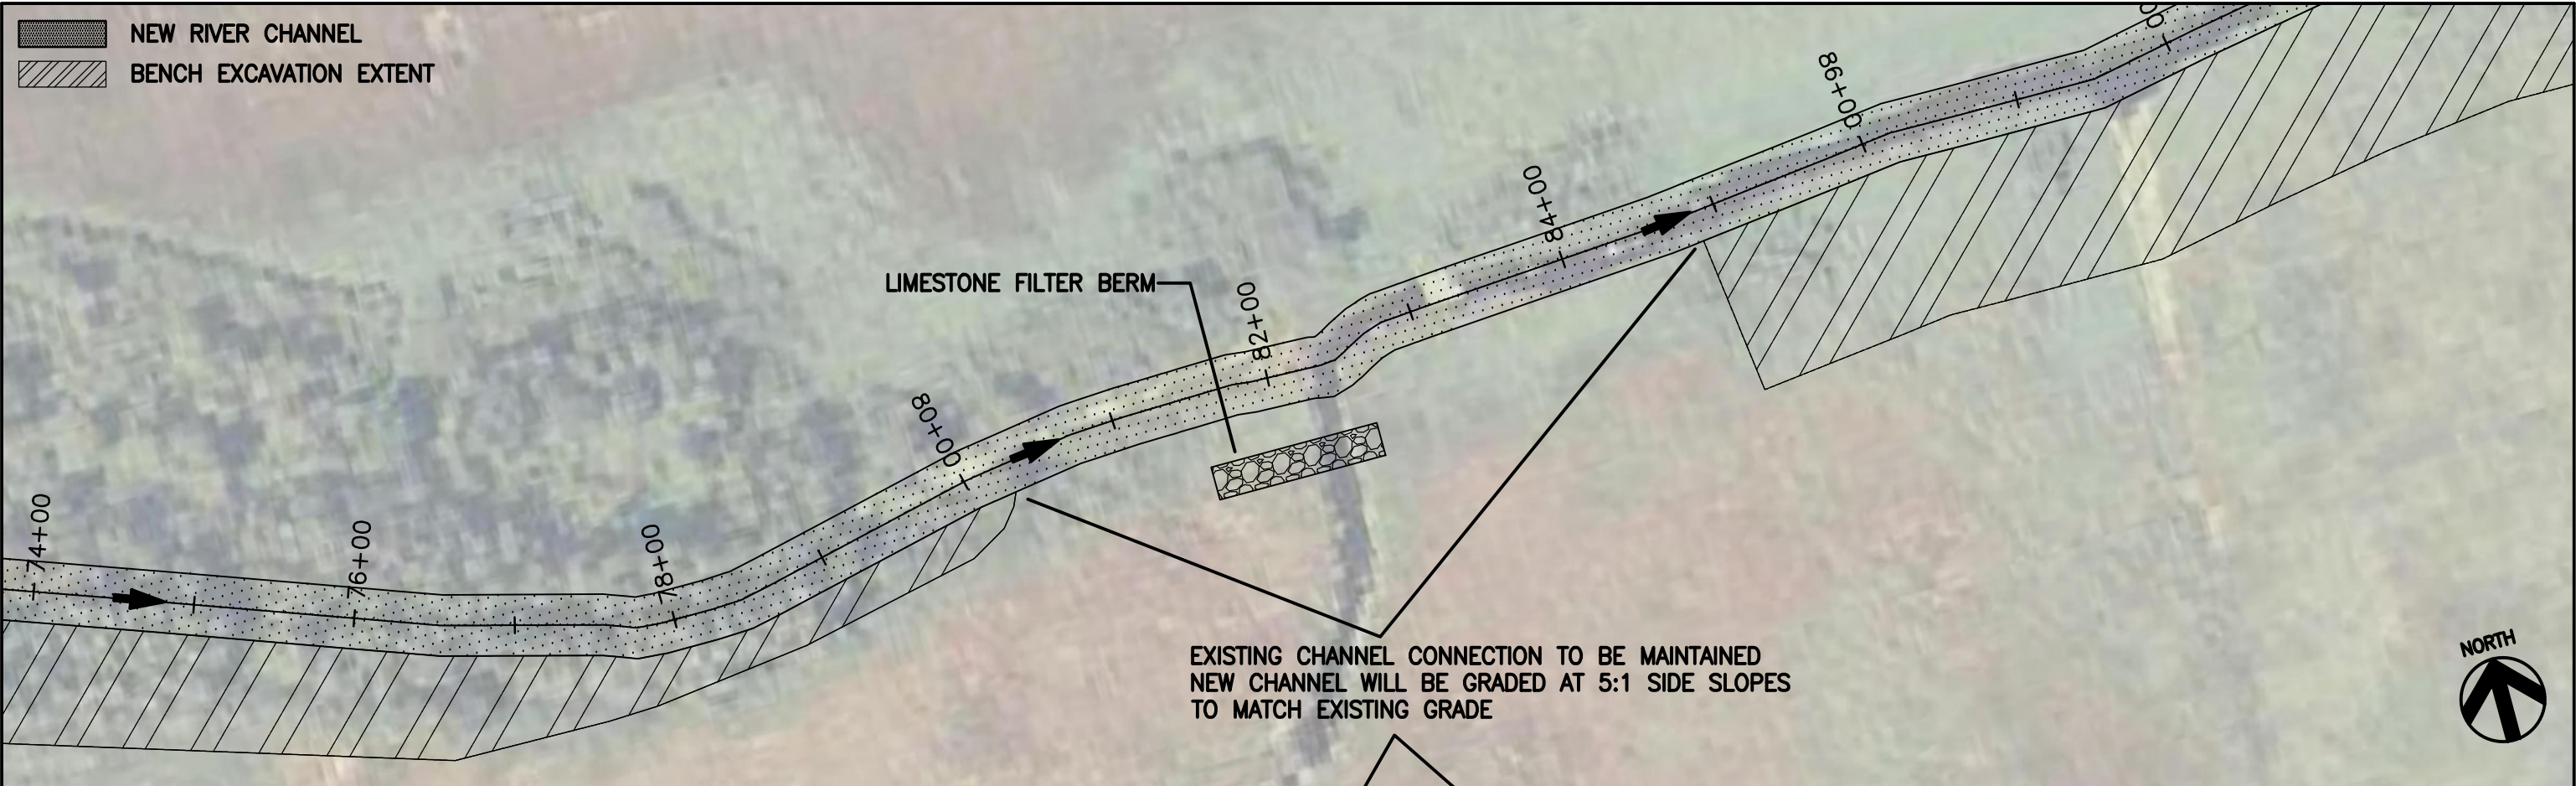 NEW RIVER CHANNEL
BENCH EXCAVATION EXTENT
00
86+00
84+00
LIMESTONE FILTER BERM
82+00
80+00
74+00
76+00
78+00
EXISTING CHANNEL CONNECTION TO BE MAINTAINED
NEW CHANNEL WILL BE GRADED AT 5:1 SIDE SLOPES
TO MATCH EXISTING GRADE
NORTH